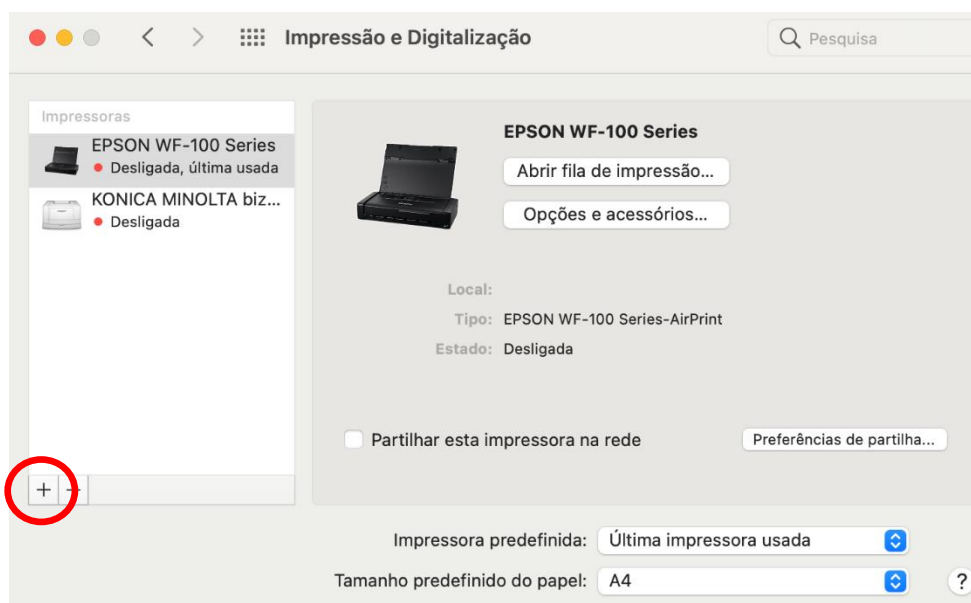 Impressão e Digitalização
Pesquisa
Impressoras
EPSON WF-100 Series
Desligada, última usada
KONICA MINOLTA biz...
Desligada
EPSON WF-100 Series
Abrir fila de impressão...
Opções e acessórios...
Local:
Tipo: EPSON WF-100 Series-AirPrint
Estado: Desligada
Partilhar esta impressora na rede
Preferências de partilha...
+ −
Impressora predefinida: Última impressora usada
Tamanho predefinido do papel: A4
?